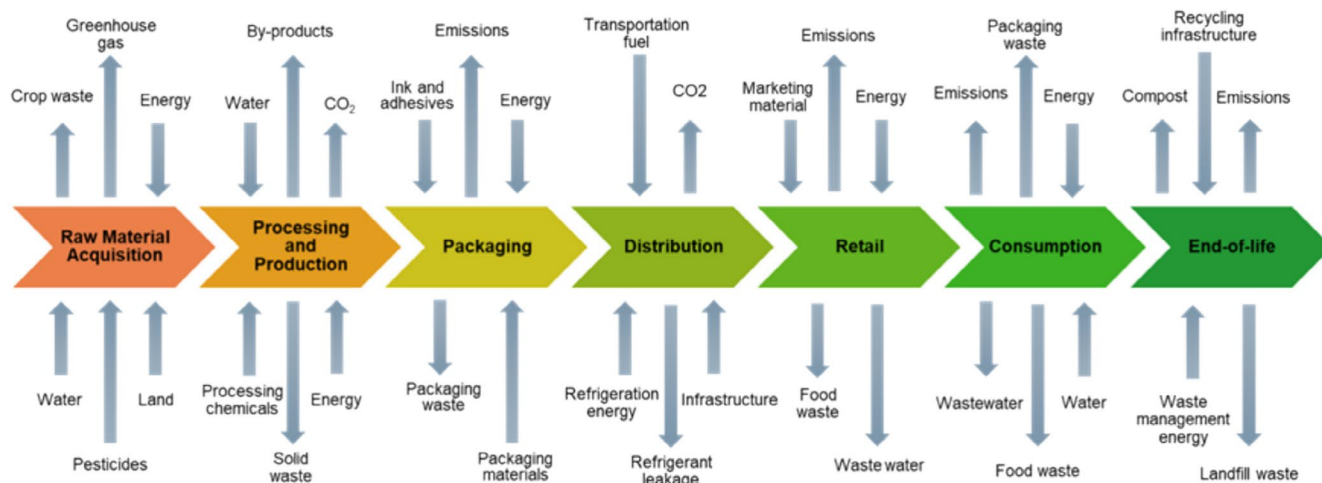 Greenhouse
gas
Crop waste
Energy
By-products
Water
CO₂
Emissions
Ink and
adhesives
Energy
Transportation
fuel
CO2
Emissions
Marketing
material
Energy
Packaging
waste
Emissions
Energy
Recycling
infrastructure
Compost
Emissions
Raw Material
Acquisition
Processing
and
Production
Packaging
Distribution
Retail
Consumption
End-of-life
Water
Land
Pesticides
Processing
chemicals
Energy
Solid
waste
Packaging
waste
Packaging
materials
Refrigeration
energy
Infrastructure
Refrigerant
leakage
Food
waste
Waste water
Wastewater
Water
Food waste
Waste
management
energy
Landfill waste